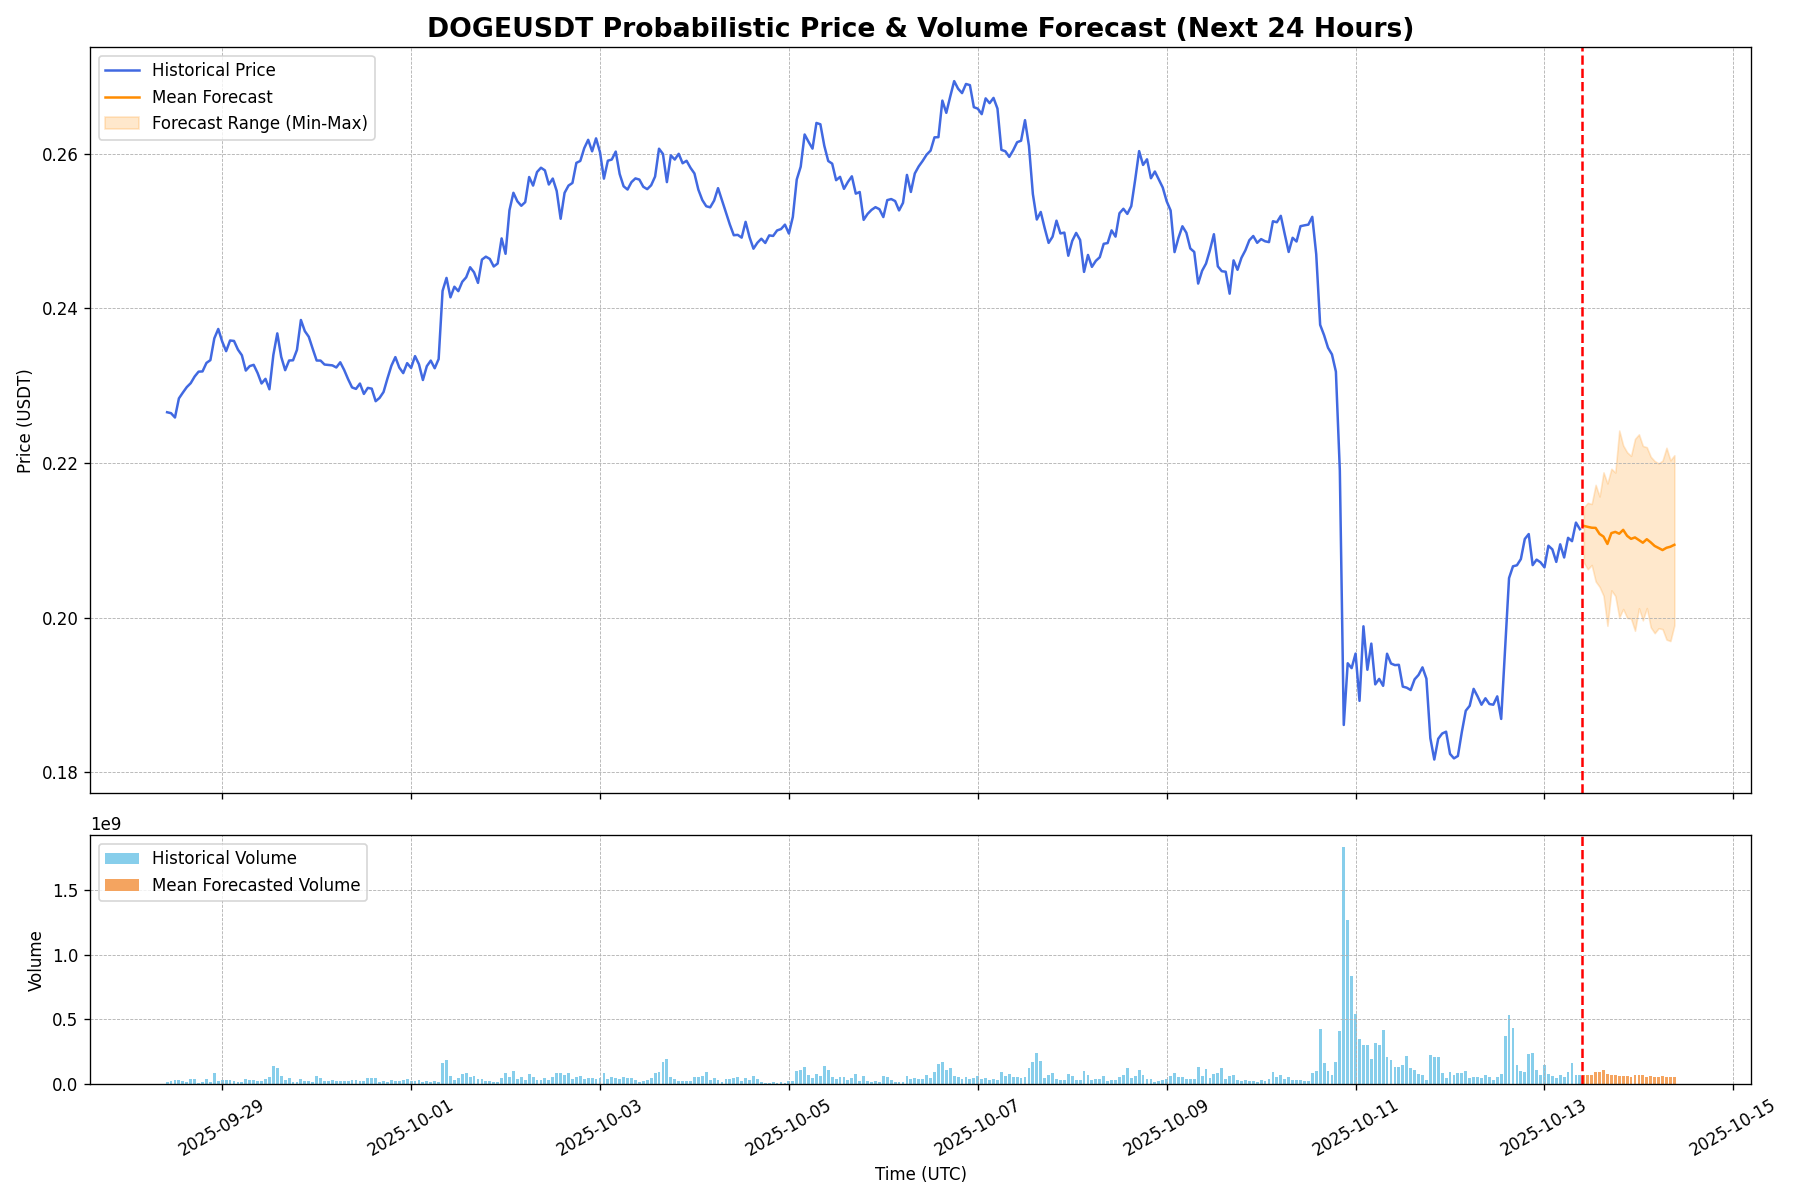 DOGEUSDT Probabilistic Price & Volume Forecast (Next 24 Hours)
Historical Price
Mean Forecast
Forecast Range (Min-Max)
0.26
0.24
0.22
0.20
0.18
Price (USDT)
1e9
Historical Volume
Mean Forecasted Volume
1.5
1.0
0.5
0.0
Volume
2025-09-29
2025-10-01
2025-10-03
2025-10-05
2025-10-07
2025-10-09
2025-10-11
2025-10-13
2025-10-15
Time (UTC)